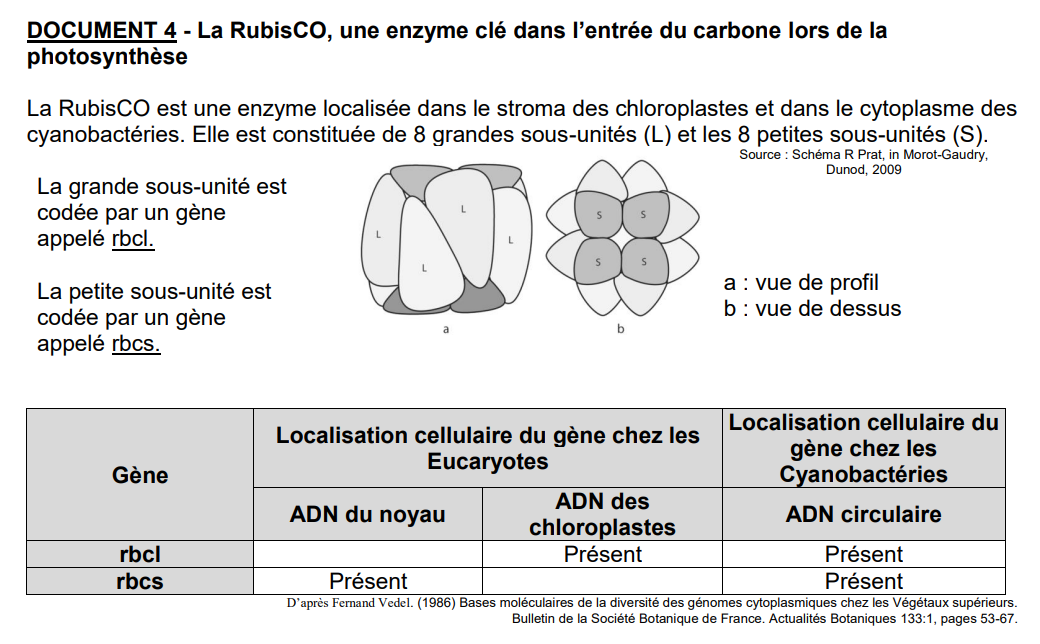 DOCUMENT 4 - La RubisCO, une enzyme clé dans l’entrée du carbone lors de la
photosynthèse
La RubisCO est une enzyme localisée dans le stroma des chloroplastes et dans le cytoplasme des
cyanobactéries. Elle est constituée de 8 grandes sous-unités (L) et les 8 petites sous-unités (S).
Source : Schéma R Prat, in Morot-Gaudry,
Dunod, 2009
La grande sous-unité est
codée par un gène
appelé rbcl.
La petite sous-unité est
codée par un gène
appelé rbcs.
L
L
L
L
a
S
S
S
S
b
a : vue de profil
b : vue de dessus
Gène
Localisation cellulaire du gène chez les
Eucaryotes
Localisation cellulaire du
gène chez les
Cyanobactéries
ADN du noyau
ADN des
chloroplastes
ADN circulaire
rbcl
Présent
Présent
rbcs
Présent
Présent
D’après Fernand Vedel. (1986) Bases moléculaires de la diversité des génomes cytoplasmiques chez les Végétaux supérieurs.
Bulletin de la Société Botanique de France. Actualités Botaniques 133:1, pages 53-67.